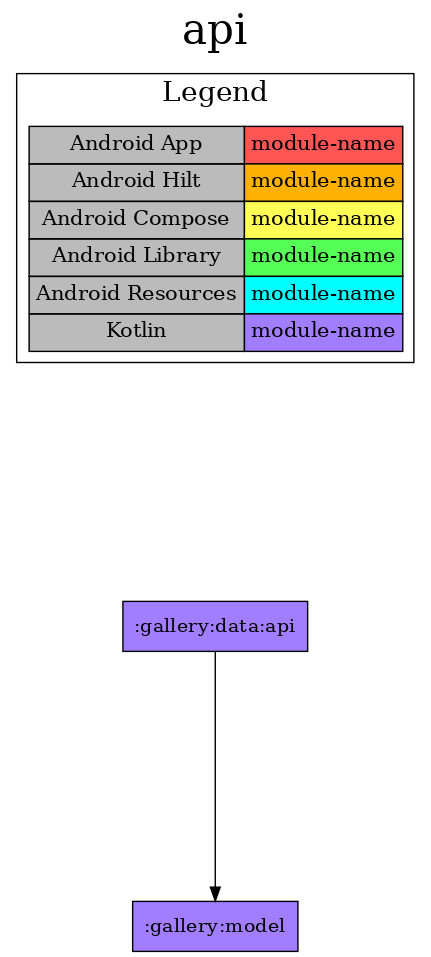 api
Legend
Android App module-name
Android Hilt module-name
Android Compose module-name
Android Library module-name
Android Resources module-name
Kotlin module-name
:gallery:data:api
:gallery:model